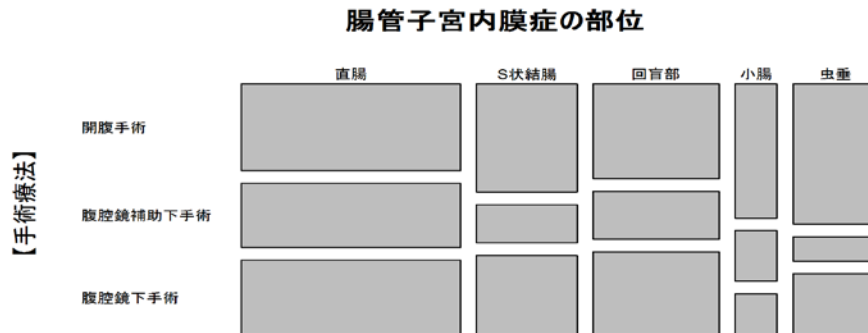 腸管子宮内膜症の部位
直腸 S状結腸 回盲部 小腸 虫垂
【手術療法】
開腹手術
腹腔鏡補助下手術
腹腔鏡下手術